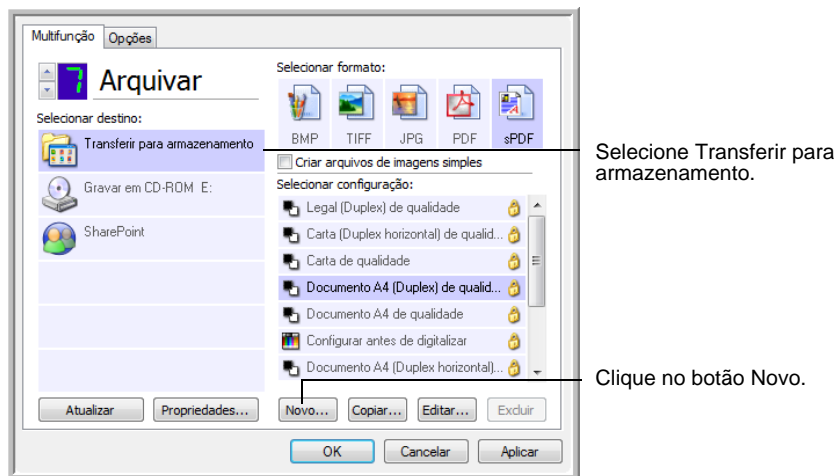 Multifunção Opções
7 Arquivar
Selecionar destino:
Transferir para armazenamento
Gravar em CD-ROM E:
SharePoint
Atualizar Propriedades...
Selecionar formato:
BMP TIFF JPG PDF sPDF
Criar arquivos de imagens simples
Selecionar configuração:
Legal (Duplex) de qualidade
Carta (Duplex horizontal) de qualid...
Carta de qualidade
Documento A4 (Duplex) de qualid...
Documento A4 de qualidade
Configurar antes de digitalizar
Documento A4 (Duplex horizontal)...
Novo... Copiar... Editar... Excluir
OK Cancelar Aplicar
Selecione Transferir para
armazenamento.
Clique no botão Novo.